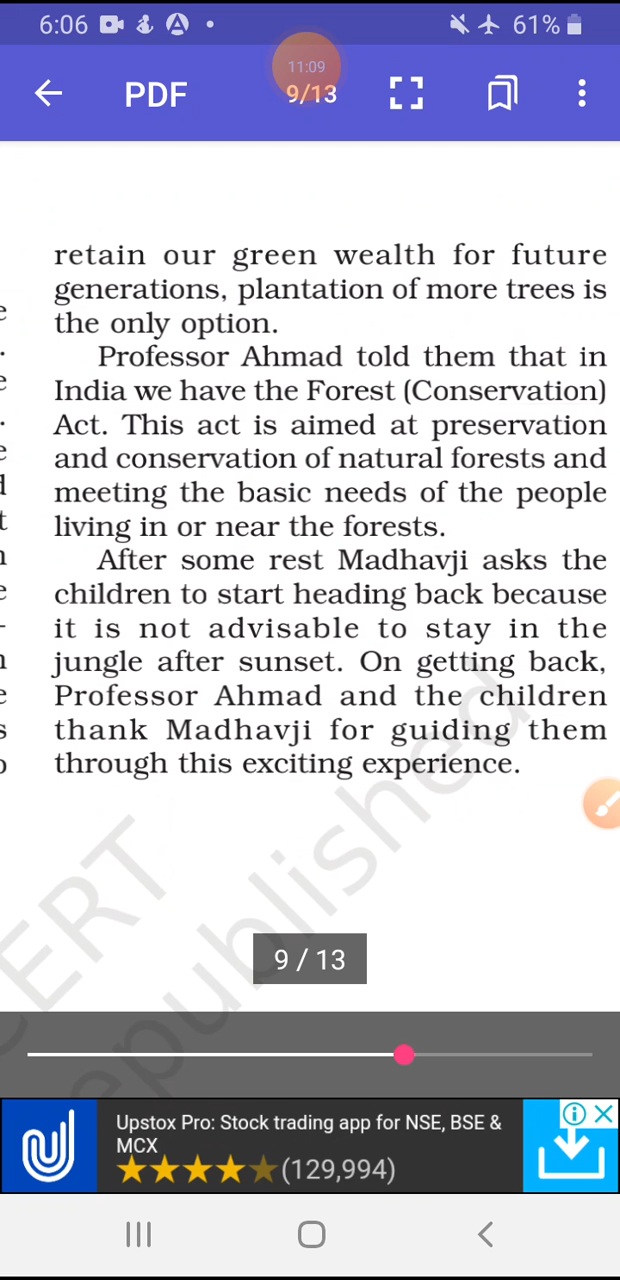 6:06
61%
11:09
PDF
9/13
retain our green wealth for future
generations, plantation of more trees is
the only option.
Professor Ahmad told them that in
India we have the Forest (Conservation)
Act. This act is aimed at preservation
and conservation of natural forests and
meeting the basic needs of the people
living in or near the forests.
After some rest Madhavji asks the
children to start heading back because
it is not advisable to stay in the
jungle after sunset. On getting back,
Professor Ahmad and the children
thank Madhavji for guiding them
through this exciting experience.
ERT
epublished
9 / 13
Upstox Pro: Stock trading app for NSE, BSE &
MCX
(129,994)